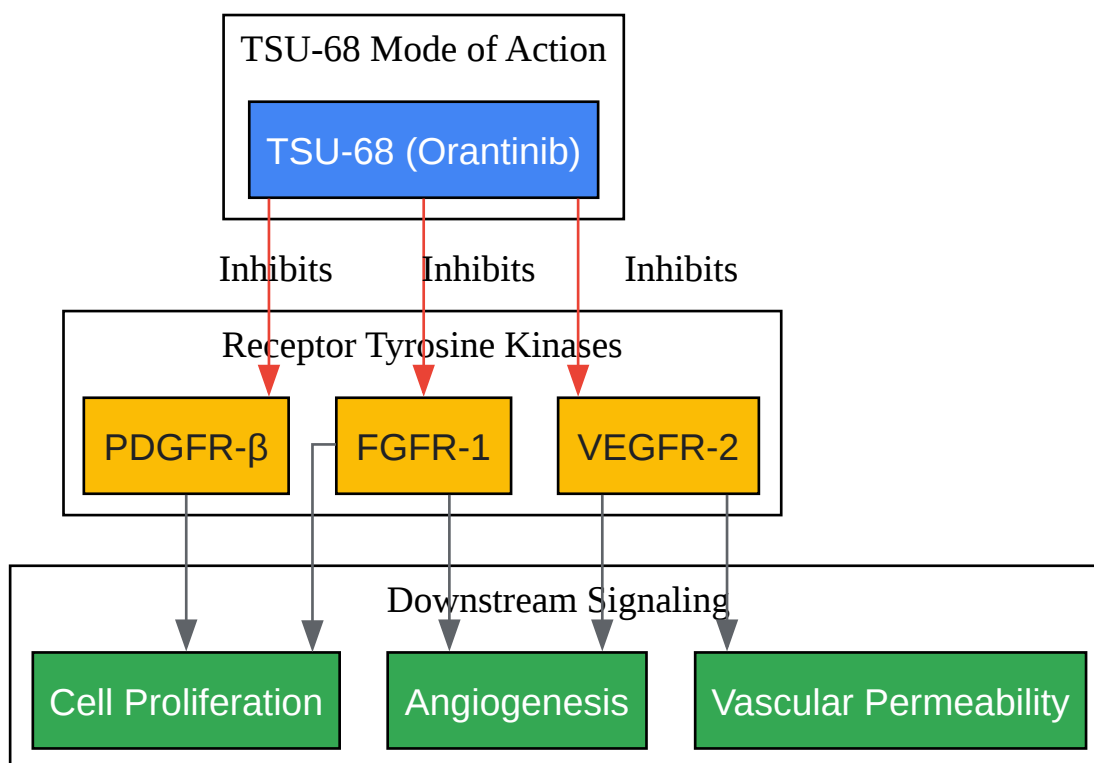 TSU-68 Mode of Action
TSU-68 (Orantinib)
Inhibits
Inhibits
Inhibits
Receptor Tyrosine Kinases
PDGFR-β
FGFR-1
VEGFR-2
Downstream Signaling
Cell Proliferation
Angiogenesis
Vascular Permeability